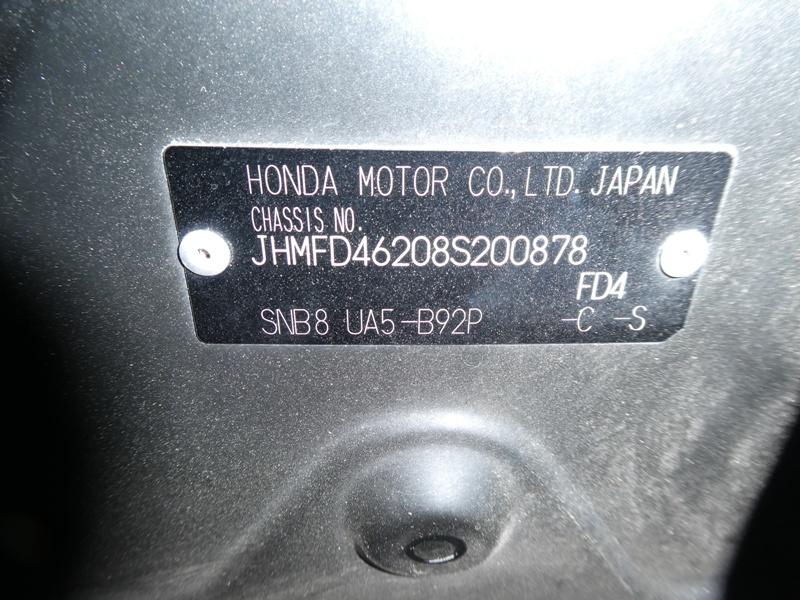 HONDA MOTOR CO., LTD. JAPAN
CHASSIS NO.
JHMFD46208S200878
FD4
SNB8 UA5-B92P -C -S